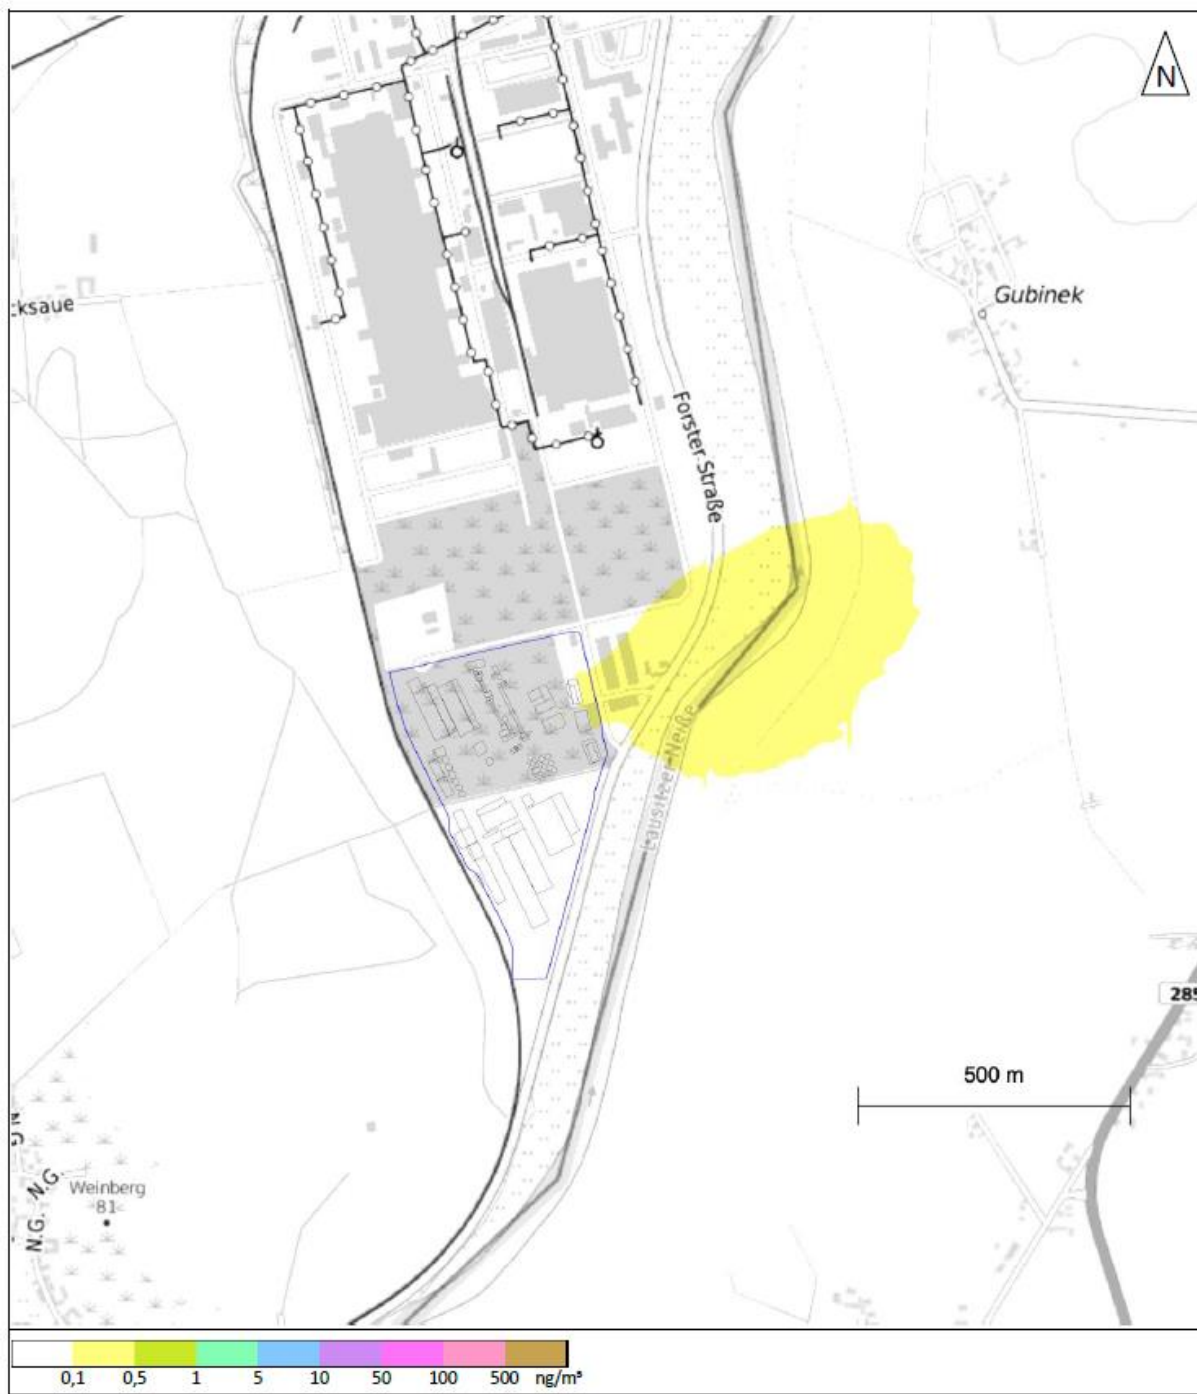 N
cksaue
Gubinek
Forster Straße
Lausitzer Neiße
285
500 m
N.G.
N.G.
Weinberg
81
0,1 0,5 1 5 10 50 100 500 ng/m³